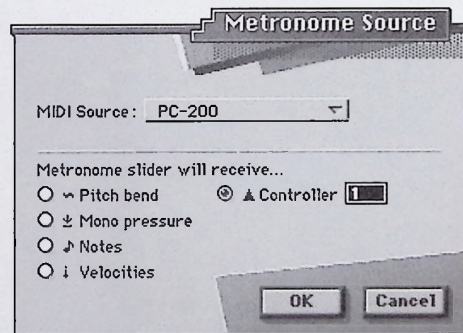 Metronome Source
MIDI Source: PC-200
Metronome slider will receive...
Pitch bend
Controller 1
Mono pressure
Notes
Velocities
OK
Cancel